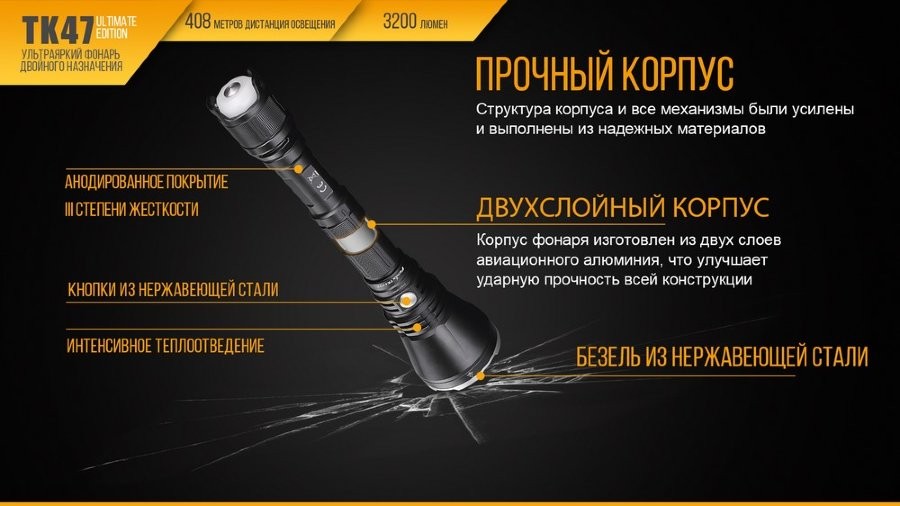 TK47 ULTIMATE EDITION
УЛЬТРАЯРКИЙ ФОНАРЬ
ДВОЙНОГО НАЗНАЧЕНИЯ
408 МЕТРОВ ДИСТАНЦИЯ ОСВЕЩЕНИЯ
3200 ЛЮМЕН
ПРОЧНЫЙ КОРПУС
Структура корпуса и все механизмы были усилены
и выполнены из надежных материалов
АНОДИРОВАННОЕ ПОКРЫТИЕ
III СТЕПЕНИ ЖЕСТКОСТИ
ДВУХСЛОЙНЫЙ КОРПУС
Корпус фонаря изготовлен из двух слоев
авиационного алюминия, что улучшает
ударную прочность всей конструкции
КНОПКИ ИЗ НЕРЖАВЕЮЩЕЙ СТАЛИ
ИНТЕНСИВНОЕ ТЕПЛООТВЕДЕНИЕ
БЕЗЕЛЬ ИЗ НЕРЖАВЕЮЩЕЙ СТАЛИ